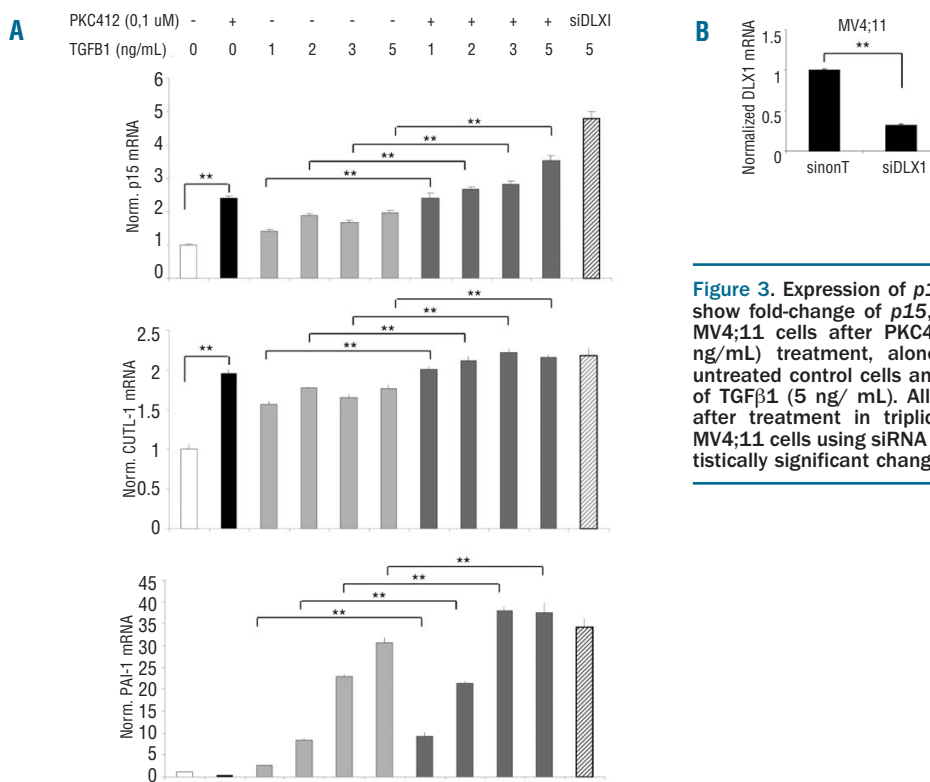 A
PKC412 (0,1 uM) - + - - - - + + + + siDLXI
TGFB1 (ng/mL) 0 0 1 2 3 5 1 2 3 5 5
Norm. p15 mRNA
6
5
4
3
2
1
0
**
**
**
**
**
Norm. CUTL-1 mRNA
2.5
2
1.5
1
0.5
0
**
**
**
**
**
Norm. PAI-1 mRNA
45
40
35
30
25
20
15
10
5
0
**
**
**
**
B
MV4;11
Normalized DLX1 mRNA
1.5
1
0.5
0
**
sinonT siDLX1
Figure 3. Expression of p1
show fold-change of p15,
MV4;11 cells after PKC4
ng/mL) treatment, alone
untreated control cells an
of TGFβ1 (5 ng/ mL). All
after treatment in triplic
MV4;11 cells using siRNA
tistically significant chang